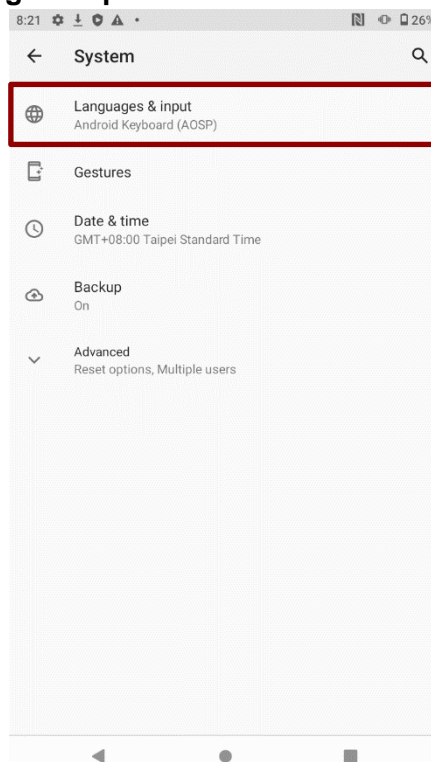 8:21
26%
System
Languages & input
Android Keyboard (AOSP)
Gestures
Date & time
GMT+08:00 Taipei Standard Time
Backup
On
Advanced
Reset options, Multiple users